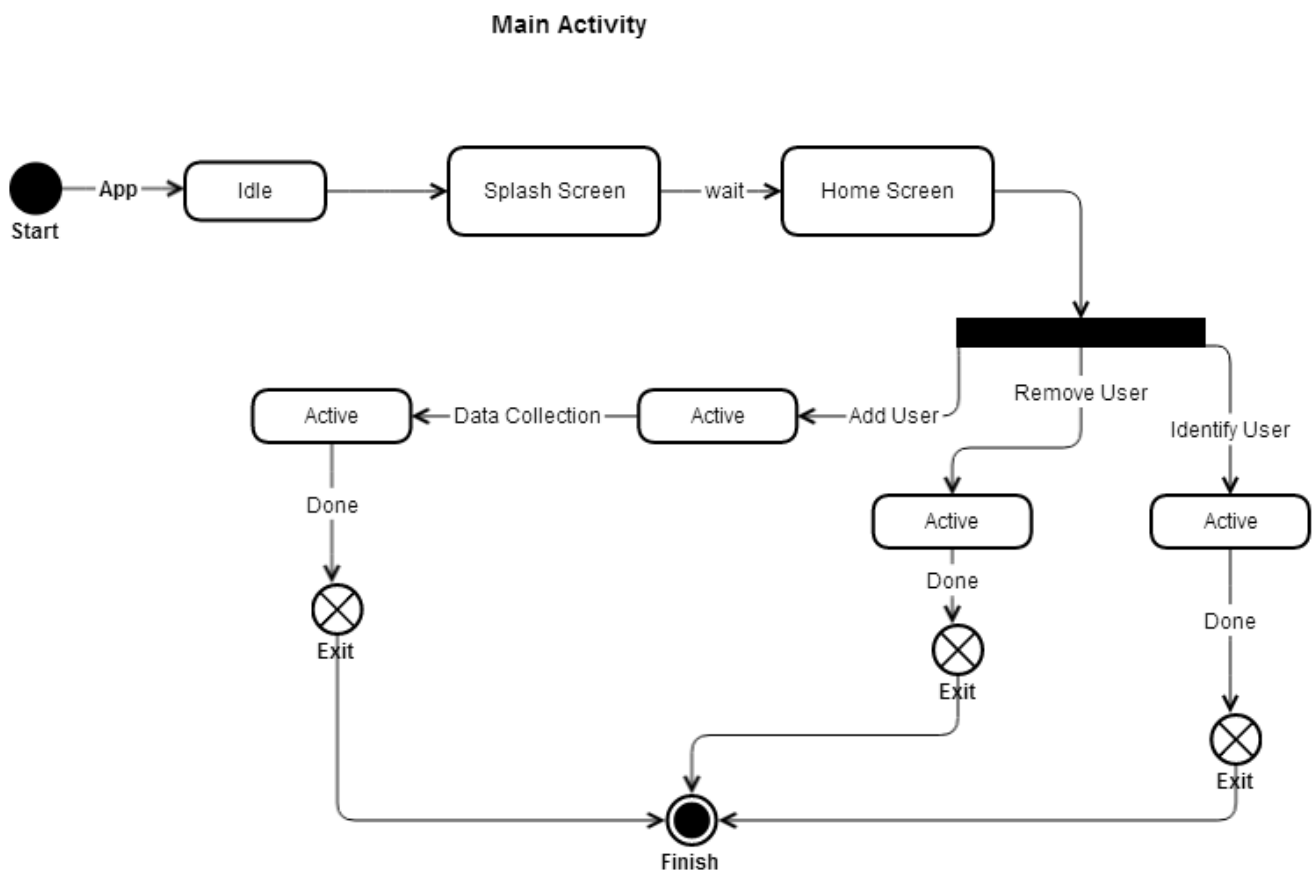 Main Activity
App
Idle
Splash Screen
wait
Home Screen
Start
Remove User
Active
Data Collection
Active
Add User
Identify User
Done
Active
Active
Done
Done
Exit
Exit
Exit
Finish